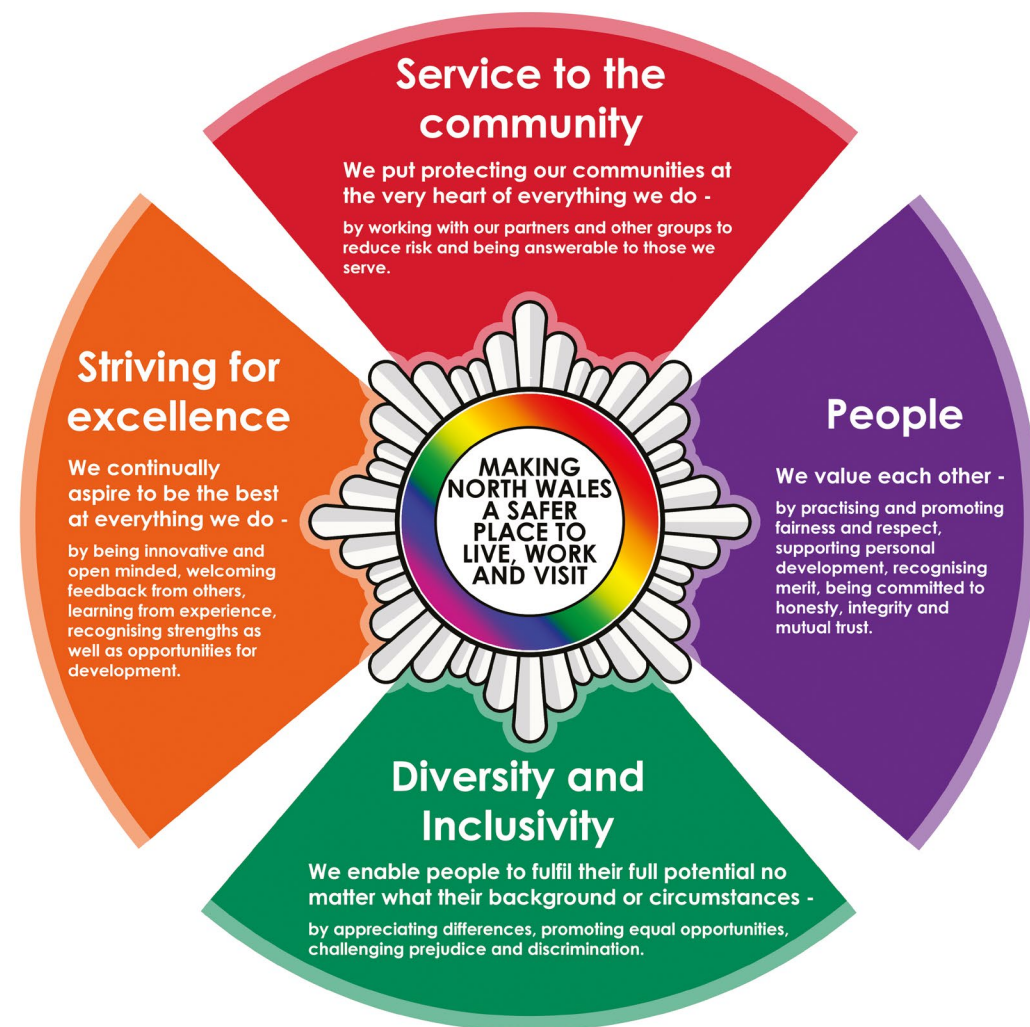 Service to the
community
We put protecting our communities at
the very heart of everything we do -
by working with our partners and other groups to
reduce risk and being answerable to those we
serve.
Striving for
excellence
We continually
aspire to be the best
at everything we do -
by being innovative and
open minded, welcoming
feedback from others,
learning from experience,
recognising strengths as
well as opportunities for
development.
MAKING
NORTH WALES
A SAFER
PLACE TO
LIVE, WORK
AND VISIT
People
We value each other -
by practising and promoting
fairness and respect,
supporting personal
development, recognising
merit, being committed to
honesty, integrity and
mutual trust.
Diversity and
Inclusivity
We enable people to fulfil their full potential no
matter what their background or circumstances -
by appreciating differences, promoting equal opportunities,
challenging prejudice and discrimination.